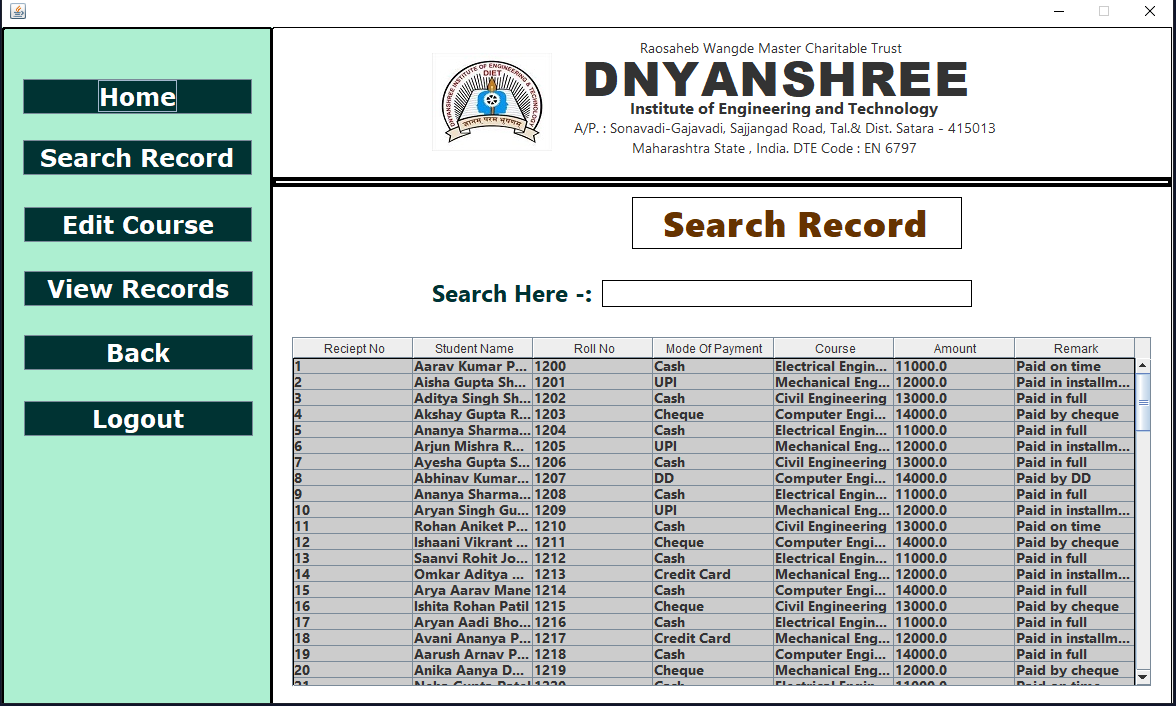 Home
Search Record
Edit Course
View Records
Back
Logout
DNYANSHREE INSTITUTE OF ENGINEERING & TECHNOLOGY
DIET
ज्ञानम् परम भूषणम्
Raosaheb Wangde Master Charitable Trust
DNYANSHREE
Institute of Engineering and Technology
A/P. : Sonavadi-Gajavadi, Sajjangad Road, Tal.& Dist. Satara - 415013
Maharashtra State , India. DTE Code : EN 6797
Search Record
Search Here -:
Reciept No Student Name Roll No Mode Of Payment Course Amount Remark
1 Aarav Kumar P... 1200 Cash Electrical Engin... 11000.0 Paid on time
2 Aisha Gupta Sh... 1201 UPI Mechanical Eng... 12000.0 Paid in installm...
3 Aditya Singh Sh... 1202 Cash Civil Engineering 13000.0 Paid in full
4 Akshay Gupta R... 1203 Cheque Computer Engi... 14000.0 Paid by cheque
5 Ananya Sharma... 1204 Cash Electrical Engin... 11000.0 Paid in full
6 Arjun Mishra R... 1205 UPI Mechanical Eng... 12000.0 Paid in installm...
7 Ayesha Gupta S... 1206 Cash Civil Engineering 13000.0 Paid in full
8 Abhinav Kumar... 1207 DD Computer Engi... 14000.0 Paid by DD
9 Ananya Sharma... 1208 Cash Electrical Engin... 11000.0 Paid in full
10 Aryan Singh Gu... 1209 UPI Mechanical Eng... 12000.0 Paid in installm...
11 Rohan Aniket P... 1210 Cash Civil Engineering 13000.0 Paid on time
12 Ishaani Vikrant ... 1211 Cheque Computer Engi... 14000.0 Paid by cheque
13 Saanvi Rohit Jo... 1212 Cash Electrical Engin... 11000.0 Paid in full
14 Omkar Aditya ... 1213 Credit Card Mechanical Eng... 12000.0 Paid in installm...
15 Arya Aarav Mane 1214 Cash Computer Engi... 14000.0 Paid in full
16 Ishita Rohan Patil 1215 Cheque Civil Engineering 13000.0 Paid by cheque
17 Aryan Aadi Bho... 1216 Cash Electrical Engin... 11000.0 Paid in full
18 Avani Ananya P... 1217 Credit Card Mechanical Eng... 12000.0 Paid in installm...
19 Aarush Arnav P... 1218 Cash Computer Engi... 14000.0 Paid in full
20 Anika Aanya D... 1219 Cheque Mechanical Eng... 12000.0 Paid by cheque
21 Neha Gupta Patel 1220 Cash Electrical Engin... 11000.0 Paid on time